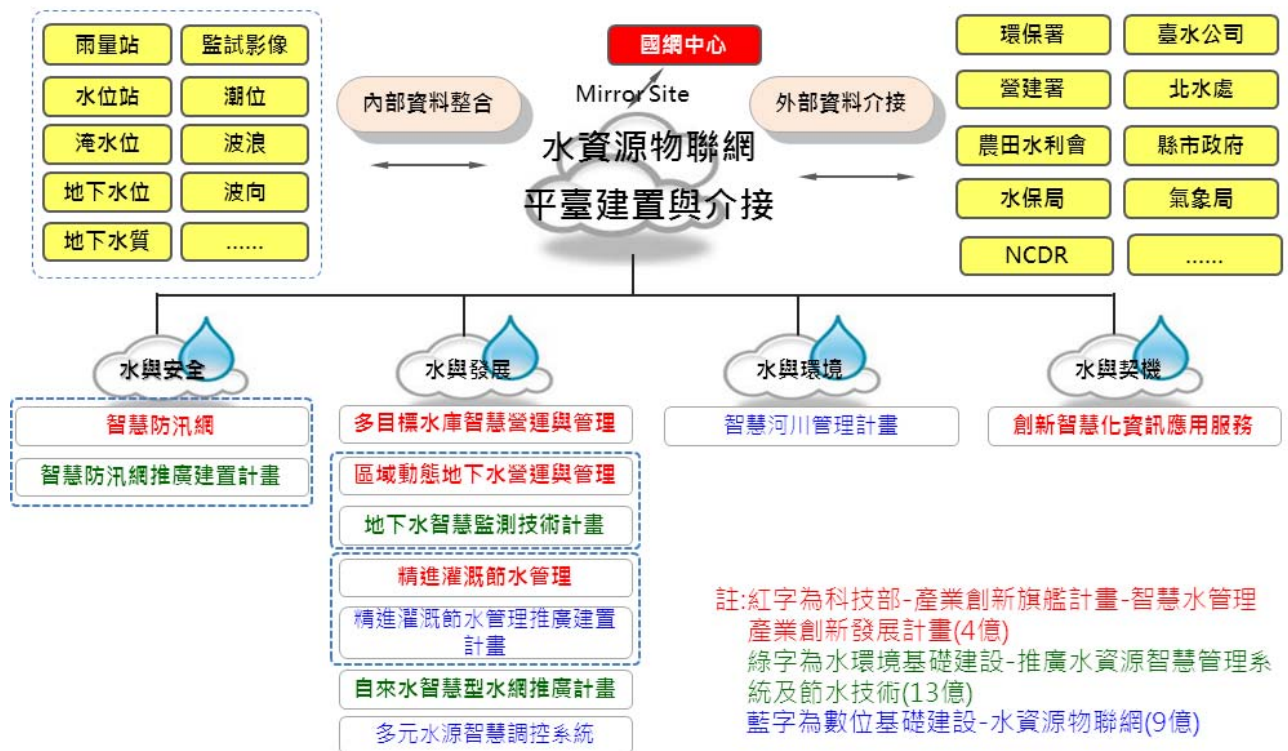 雨量站
監試影像
水位站
潮位
淹水位
波浪
地下水位
波向
地下水質
......
內部資料整合
國網中心
Mirror Site
水資源物聯網
平臺建置與介接
外部資料介接
環保署
臺水公司
營建署
北水處
農田水利會
縣市政府
水保局
氣象局
NCDR
......
水與安全
智慧防汛網
智慧防汛網推廣建置計畫
水與發展
多目標水庫智慧營運與管理
區域動態地下水營運與管理
地下水智慧監測技術計畫
精進灌溉節水管理
精進灌溉節水管理推廣建置
計畫
自來水智慧型水網推廣計畫
多元水源智慧調控系統
水與環境
智慧河川管理計畫
水與契機
創新智慧化資訊應用服務
註:紅字為科技部-產業創新旗艦計畫-智慧水管理
產業創新發展計畫(4億)
綠字為水環境基礎建設-推廣水資源智慧管理系
統及節水技術(13億)
藍字為數位基礎建設-水資源物聯網(9億)